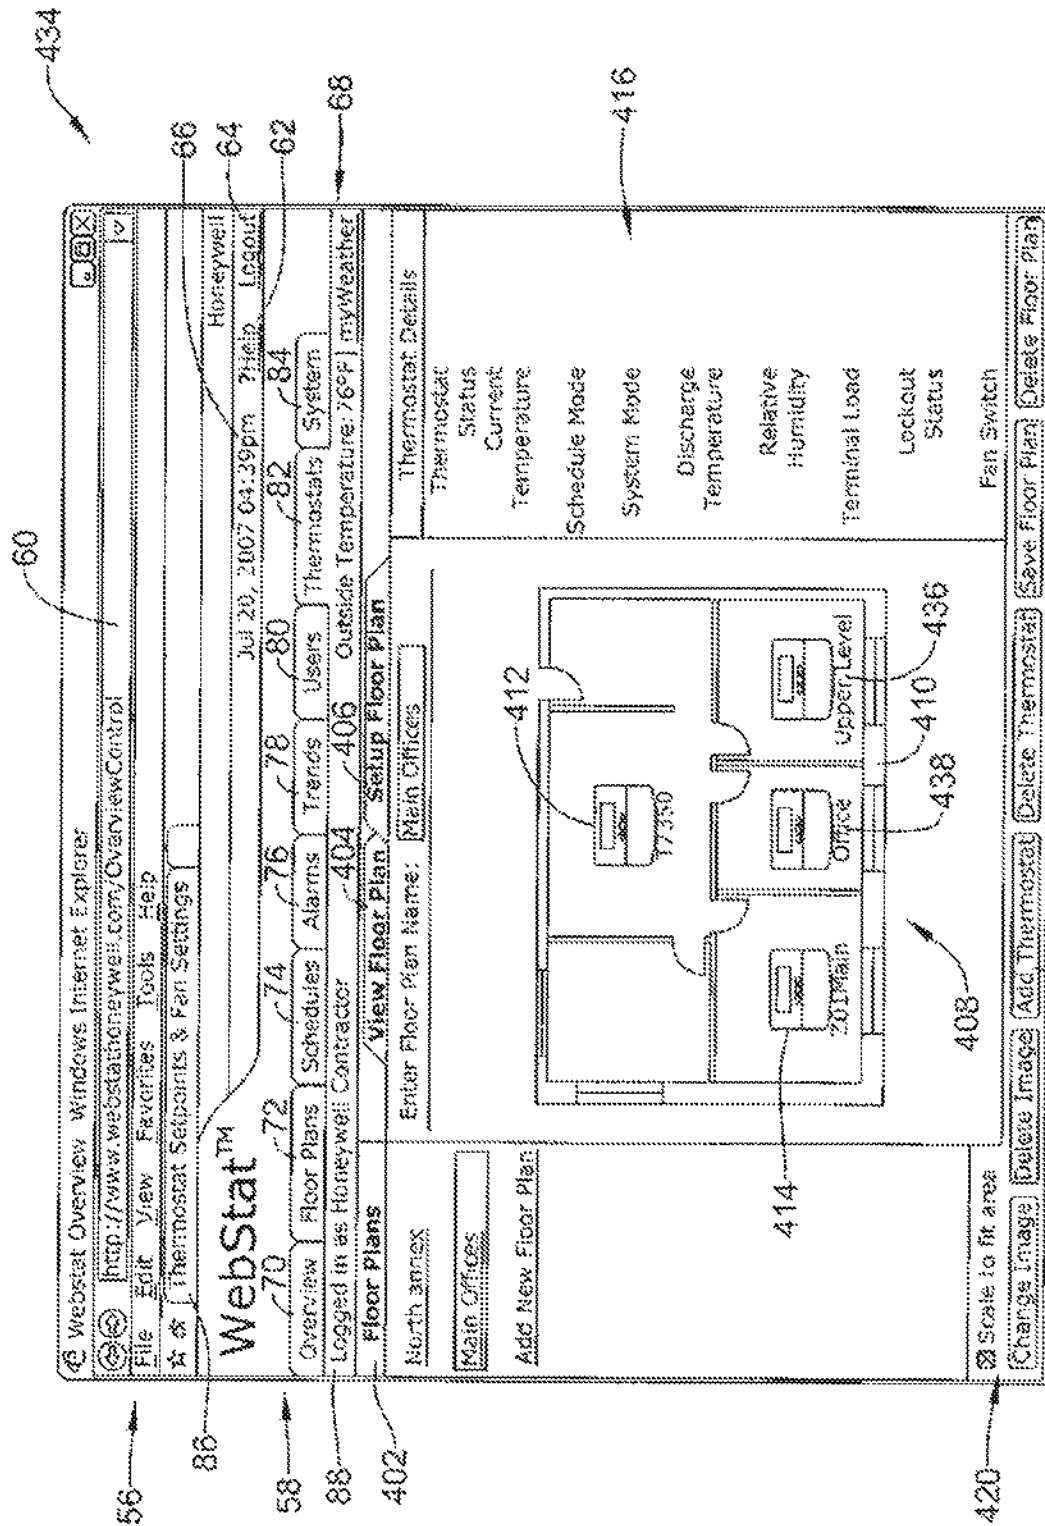 434
60
66
64
62
68
56
86
58
88
402
Webstat Overview Windows Internet Explorer
http://www.webstathoneywell.com/OverviewControl
File Edit View Favorites Tools Help
Thermostat Setpoints & Fan Settings
Honeywell
WebStat™
Jul 20, 2007 04:39pm ?Help Logout
70 72 74 76 78 80 82 84
Overview Floor Plans Schedules Alarms Trends Users Thermostats System
Logged in as Honeywell Contractor
Outside Temperature:76°F| myWeather
404 406
Floor Plans View Floor Plan Setup Floor Plan
North annex
Main Offices
Add New Floor Plan
Enter Floor Plan Name: Main Offices
412
T7350
Z01Main
Office
Upper Level
414
408
438
410
436
Thermostat Details
Thermostat
Status
Current
Temperature
Schedule Mode
System Mode
Discharge
Temperature
Relative
Humidity
Terminal Load
Lockout
Status
Fan Switch
416
Scale to fit area
Change Image Delete Image Add Thermostat Delete Thermostat Save Floor Plan Delete Floor Plan
420